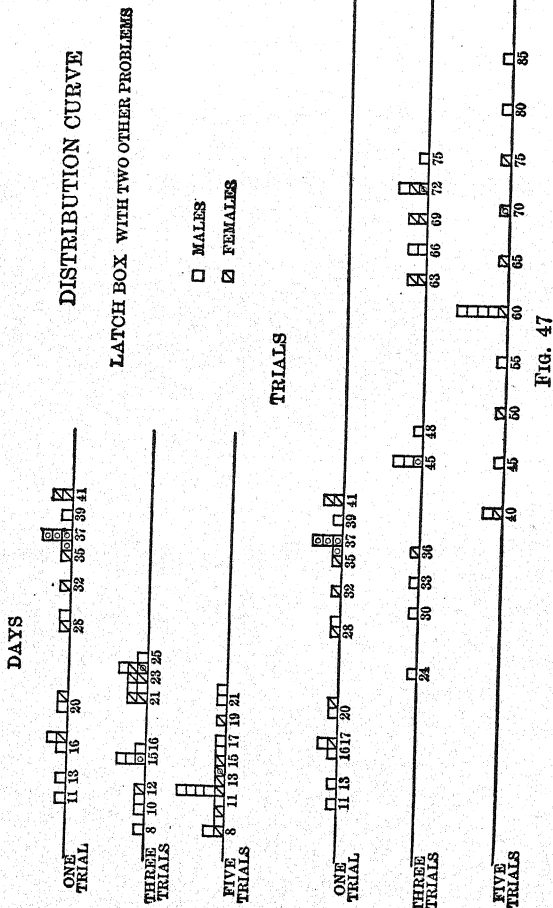 DISTRIBUTION CURVE
LATCH BOX WITH TWO OTHER PROBLEMS
MALES
FEMALES
DAYS
ONE TRIAL
11 13 16 20 28 32 35 37 39 41
THREE TRIALS
8 10 12 15 16 21 23 25
FIVE TRIALS
8 11 13 15 17 19 21
TRIALS
ONE TRIAL
11 13 16 17 20 28 32 35 37 39 41
THREE TRIALS
24 30 33 36 45 48 63 66 69 72 75
FIVE TRIALS
40 45 50 55 60 65 70 75 80 85
FIG. 47